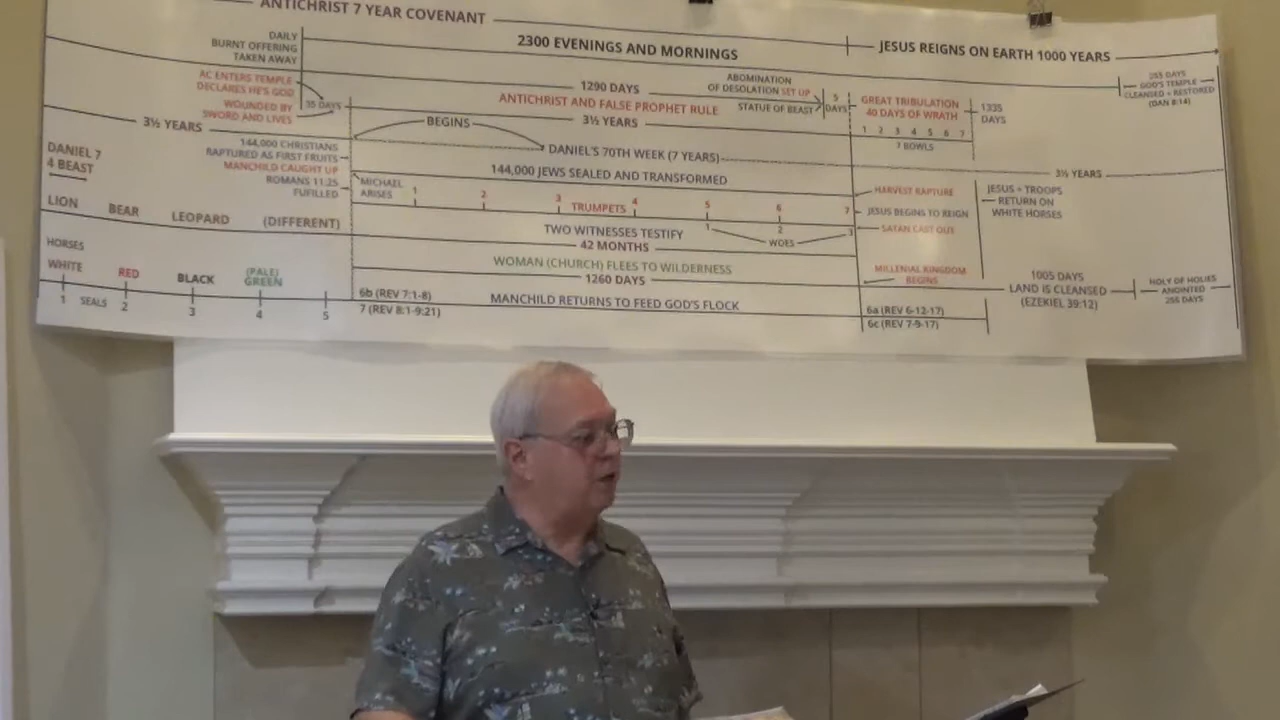 ANTICHRIST 7 YEAR COVENANT
DAILY
BURNT OFFERING
TAKEN AWAY
2300 EVENINGS AND MORNINGS
JESUS REIGNS ON EARTH 1000 YEARS
AC ENTERS TEMPLE
DECLARES HE'S GOD
WOUNDED BY
SWORD AND LIVES
35 DAYS
1290 DAYS
ANTICHRIST AND FALSE PROPHET RULE
3½ YEARS
ABOMINATION
OF DESOLATION SET UP
STATUE OF BEAST
5
DAYS
GREAT TRIBULATION
40 DAYS OF WRATH
1 2 3 4 5 6 7
7 BOWLS
1335
DAYS
GOD'S TEMPLE
CLEANSED + RESTORED
(DAN 8:14)
3½ YEARS
BEGINS
DANIEL'S 70TH WEEK (7 YEARS)
3½ YEARS
144,000 CHRISTIANS
RAPTURED AS FIRST FRUITS
MANCHILD CAUGHT UP
ROMANS 11:25
FUFILLED
MICHAEL
ARISES
144,000 JEWS SEALED AND TRANSFORMED
1 2 3 TRUMPETS 4 5 6 7
TWO WITNESSES TESTIFY
1 2 3
WOES
42 MONTHS
WOMAN (CHURCH) FLEES TO WILDERNESS
1260 DAYS
MANCHILD RETURNS TO FEED GOD'S FLOCK
HARVEST RAPTURE
JESUS BEGINS TO REIGN
SATAN CAST OUT
MILLENIAL KINGDOM
BEGINS
JESUS + TROOPS
RETURN ON
WHITE HORSES
1005 DAYS
LAND IS CLEANSED
(EZEKIEL 39:12)
HOLY OF HOLIES
ANOINTED
DANIEL 7
4 BEAST
LION BEAR LEOPARD (DIFFERENT)
HORSES
WHITE RED BLACK (PALE)
GREEN
1 SEALS 2 3 4 5
6b (REV 7:1-8)
7 (REV 8:1-9:21)
6a (REV 6-12-17)
6c (REV 7-9-17)